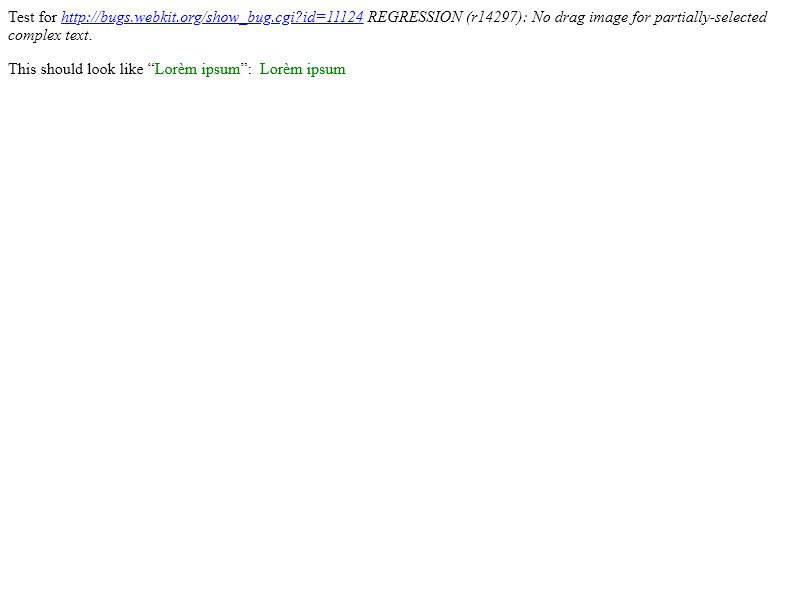 Test for http://bugs.webkit.org/show_bug.cgi?id=11124 REGRESSION (r14297): No drag image for partially-selected
complex text.
This should look like “Lorèm ipsum”: Lorèm ipsum